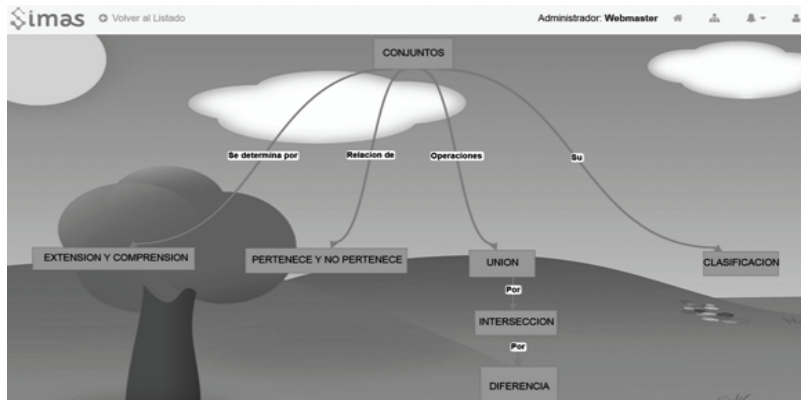 Simas Volver al Listado Administrador: Webmaster
CONJUNTOS
Se determina por Relacion de Operaciones Su
EXTENSION Y COMPRENSION PERTENECE Y NO PERTENECE UNION CLASIFICACION
Por
INTERSECCION
Por
DIFERENCIA